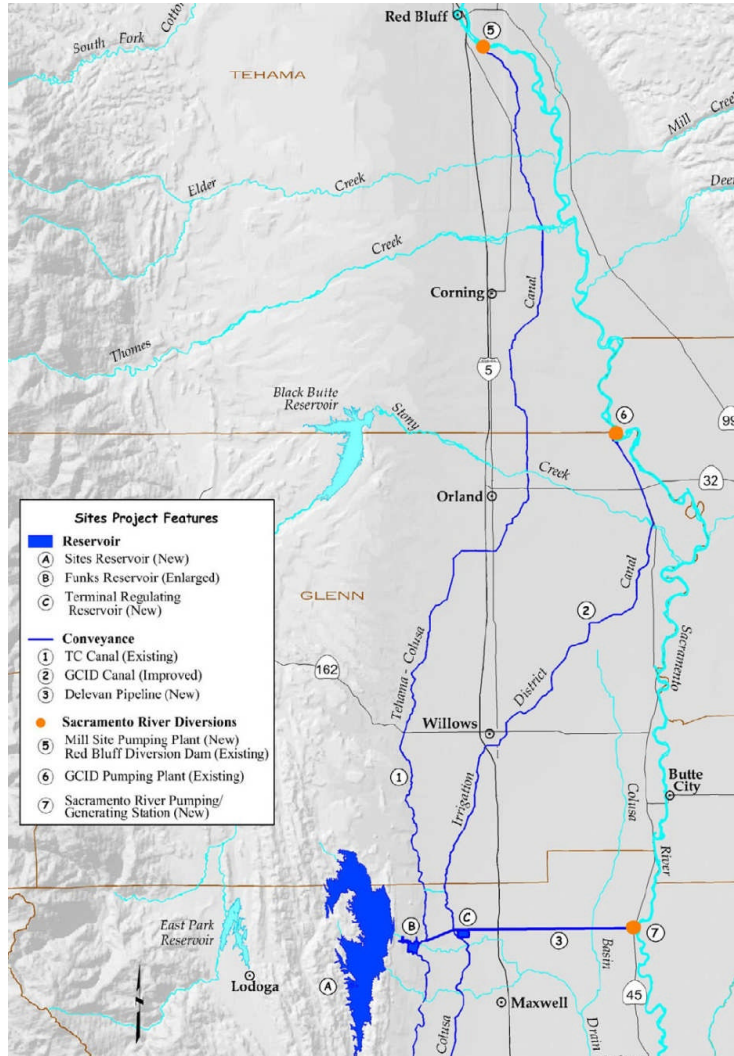 Red Bluff
5
South Fork
Cotton
TEHAMA
Mill Creek
Deer
Elder
Creek
Creek
Thomes
Corning
Canal
5
Black Butte
Reservoir
Stony
Creek
6
99
32
Orland
Sites Project Features
Reservoir
A Sites Reservoir (New)
B Funks Reservoir (Enlarged)
C Terminal Regulating
Reservoir (New)
Conveyance
1 TC Canal (Existing)
2 GCID Canal (Improved)
3 Delevan Pipeline (New)
Sacramento River Diversions
5 Mill Site Pumping Plant (New)
Red Bluff Diversion Dam (Existing)
6 GCID Pumping Plant (Existing)
7 Sacramento River Pumping/
Generating Station (New)
GLENN
162
Tehama - Colusa
1
Canal
2
District
Irrigation
Willows
Sacramento
River
Butte
City
Colusa
Basin
Drain
East Park
Reservoir
Lodoga
A
B
C
3
7
45
Maxwell
Colusa